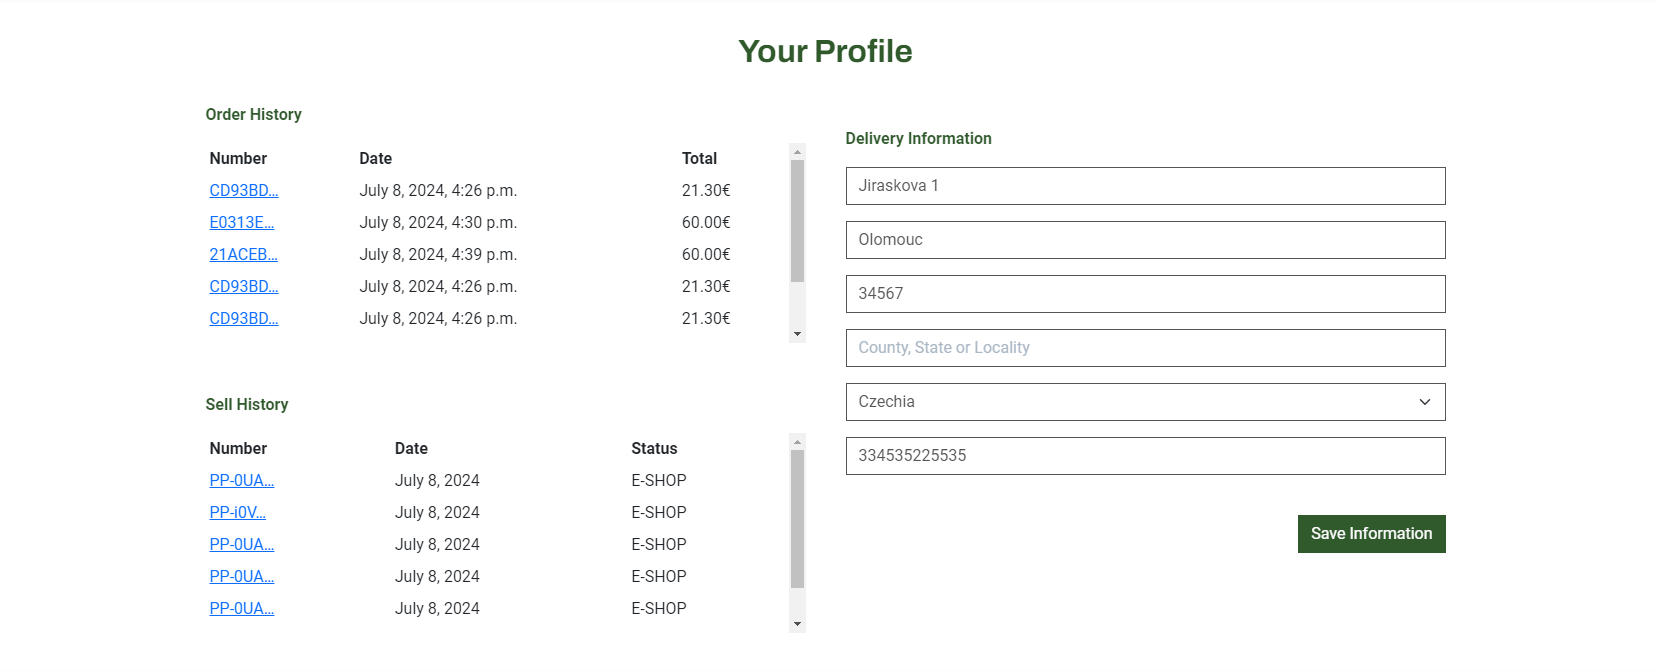 Your Profile
Order History
Number Date Total
CD93BD... July 8, 2024, 4:26 p.m. 21.30€
E0313E... July 8, 2024, 4:30 p.m. 60.00€
21ACEB... July 8, 2024, 4:39 p.m. 60.00€
CD93BD... July 8, 2024, 4:26 p.m. 21.30€
CD93BD... July 8, 2024, 4:26 p.m. 21.30€
Sell History
Number Date Status
PP-0UA... July 8, 2024 E-SHOP
PP-i0V... July 8, 2024 E-SHOP
PP-0UA... July 8, 2024 E-SHOP
PP-0UA... July 8, 2024 E-SHOP
PP-0UA... July 8, 2024 E-SHOP
Delivery Information
Jiraskova 1
Olomouc
34567
County, State or Locality
Czechia
334535225535
Save Information